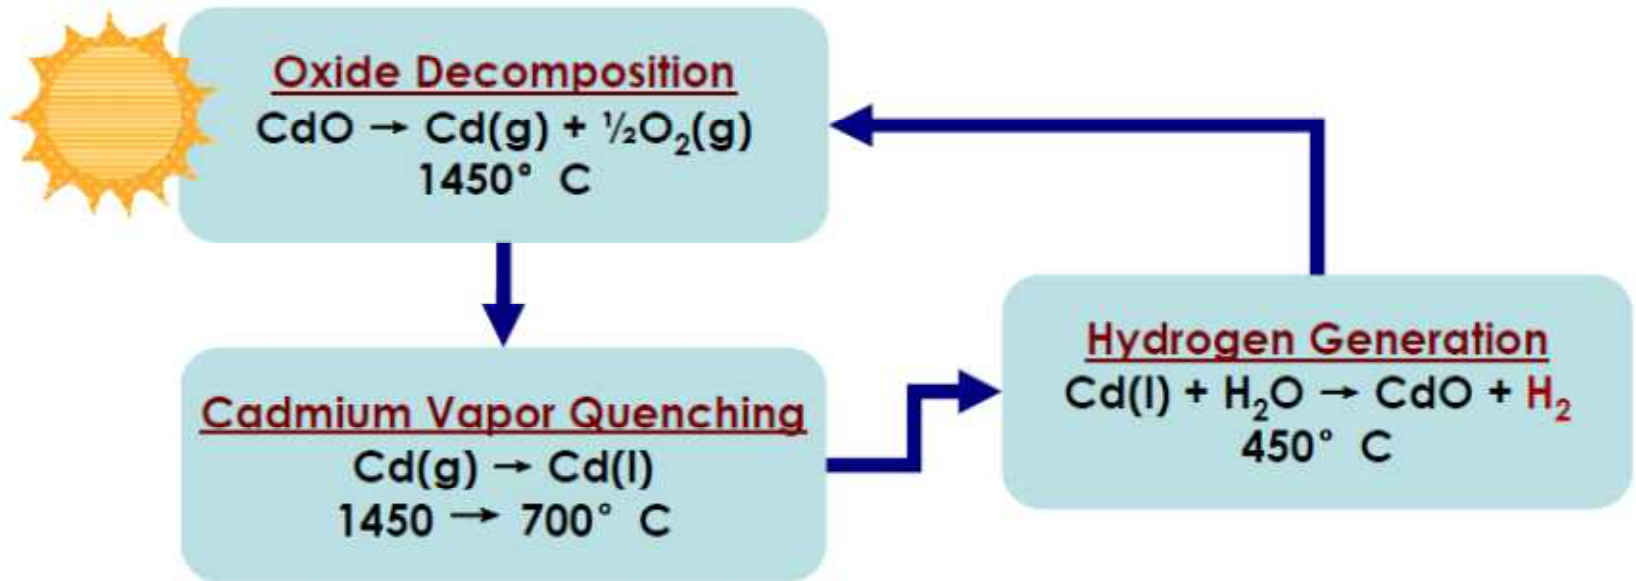 Oxide Decomposition
CdO → Cd(g) + ½O₂(g)
1450° C
Cadmium Vapor Quenching
Cd(g) → Cd(l)
1450 → 700° C
Hydrogen Generation
Cd(l) + H₂O → CdO + H₂
450° C